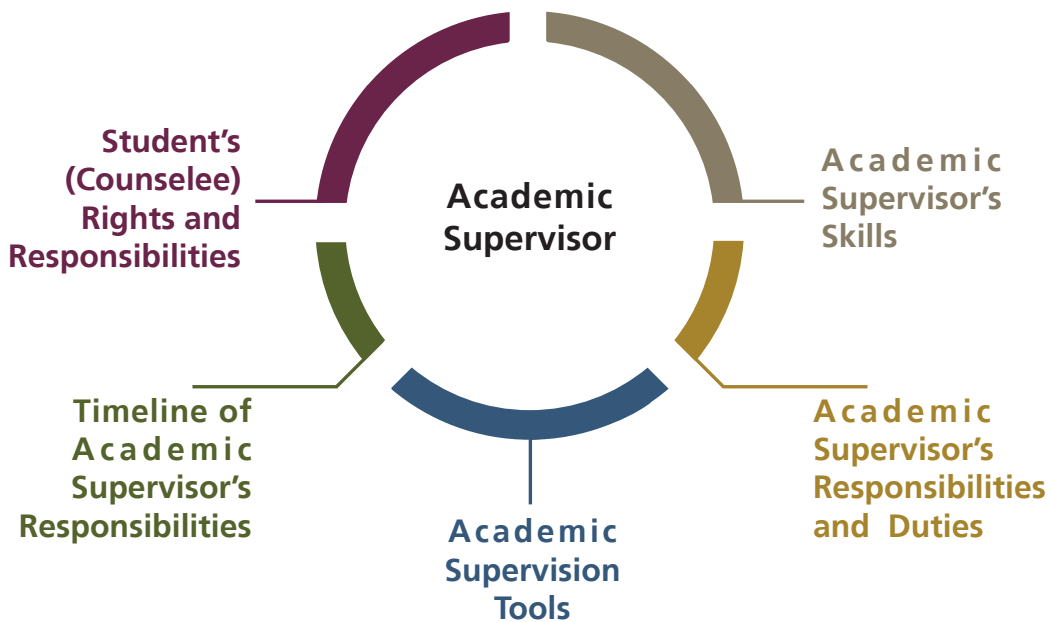 Academic
Supervisor
Academic
Supervisor’s
Skills
Academic
Supervisor’s
Responsibilities
and Duties
Academic
Supervision
Tools
Timeline of
Academic
Supervisor’s
Responsibilities
Student’s
(Counselee)
Rights and
Responsibilities